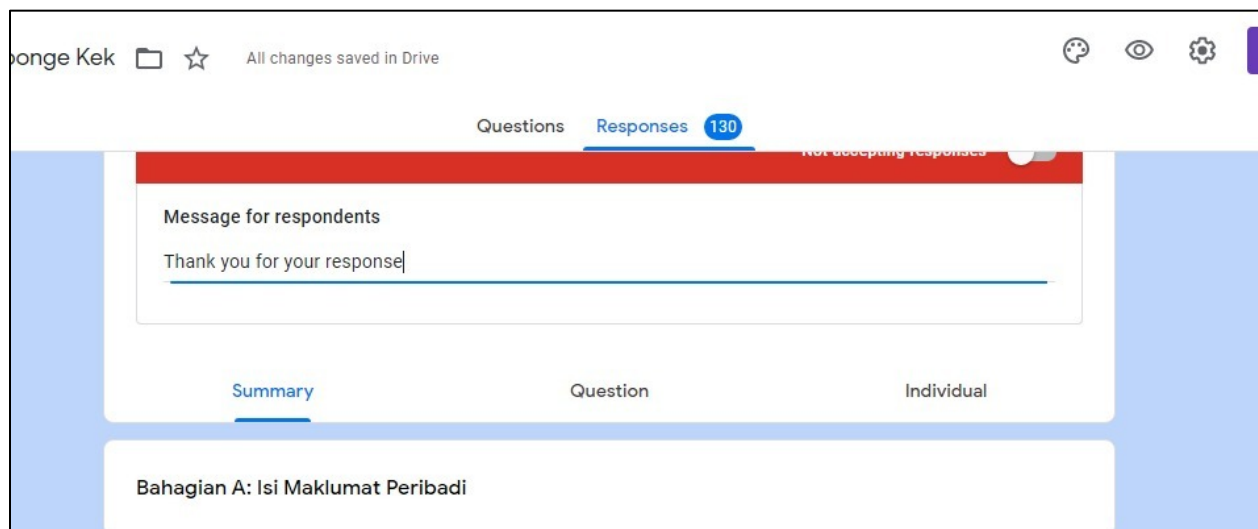 Kek
All changes saved in Drive
Questions Responses 130
Not accepting responses
Message for respondents
Thank you for your response
Summary Question Individual
Bahagian A: Isi Maklumat Peribadi